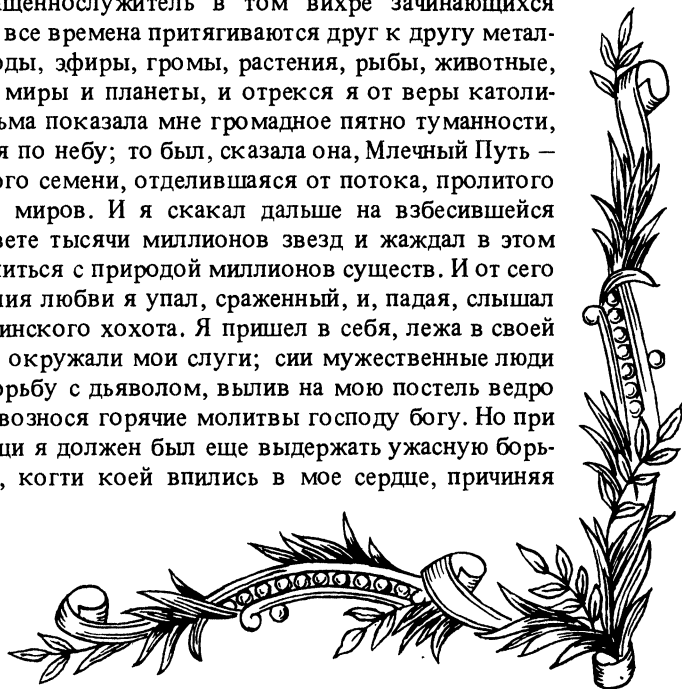 щеннослужитель в том вихре зачинающихся
все времена притягиваются друг к другу метал-
оды, эфиры, громы, растения, рыбы, животные,
миры и планеты, и отрекся я от веры католи-
ьма показала мне громадное пятно туманности,
я по небу; то был, сказала она, Млечный Путь —
ого семени, отделившаяся от потока, пролитого
миров. И я скакал дальше на взбесившейся
вете тысячи миллионов звезд и жаждал в этом
иться с природой миллионов существ. И от сего
ния любви я упал, сраженный, и, падая, слышал
инского хохота. Я пришел в себя, лежа в своей
окружали мои слуги; сии мужественные люди
орьбу с дьяволом, вылив на мою постель ведро
вознося горячие молитвы господу богу. Но при
щи я должен был еще выдержать ужасную борь-
, когти коей впились в мое сердце, причиняя